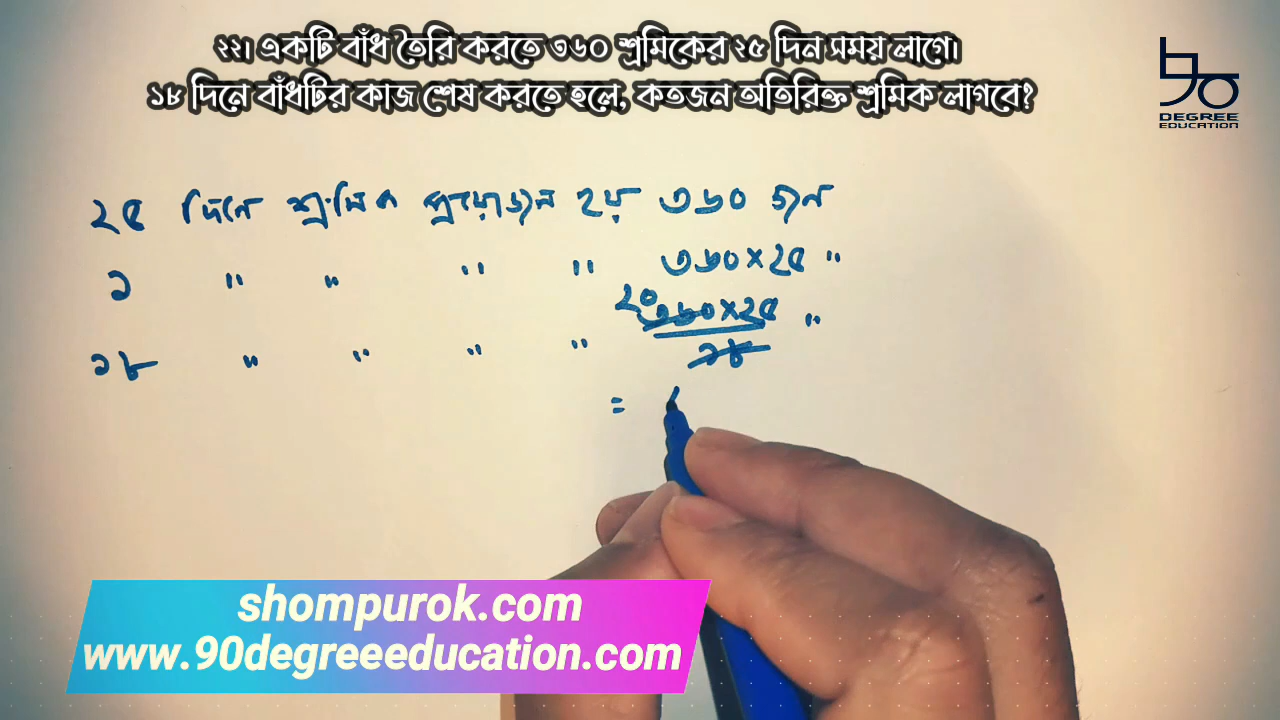 ২২। একটি বাঁধ তৈরি করতে ৩৬০ শ্রমিকের ২৫ দিন সময় লাগে।
১৮ দিনে বাঁধটির কাজ শেষ করতে হলে, কতজন অতিরিক্ত শ্রমিক লাগবে?
৯০
DEGREE
EDUCATION
২৫ দিনে শ্রমিক প্রয়োজন হয় ৩৬০ জন
১ " " " " ৩৬০×২৫ "
২০
১৮ " " " " ৩৬০×২৫ "
১৮
=
shompurok.com
www.90degreeeducation.com